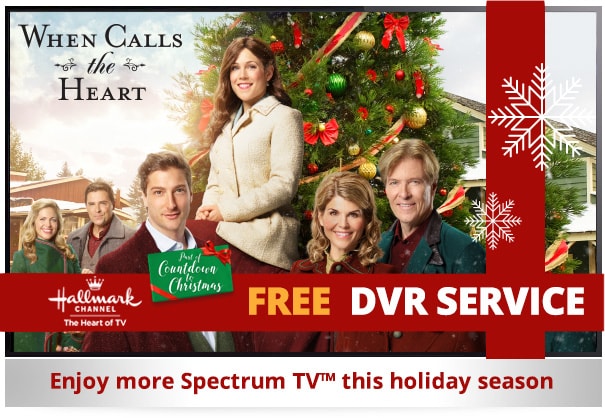 WHEN CALLS
the
HEART
Part of
Countdown
to
Christmas
Hallmark
CHANNEL
The Heart of TV
FREE DVR SERVICE
Enjoy more Spectrum TV™ this holiday season